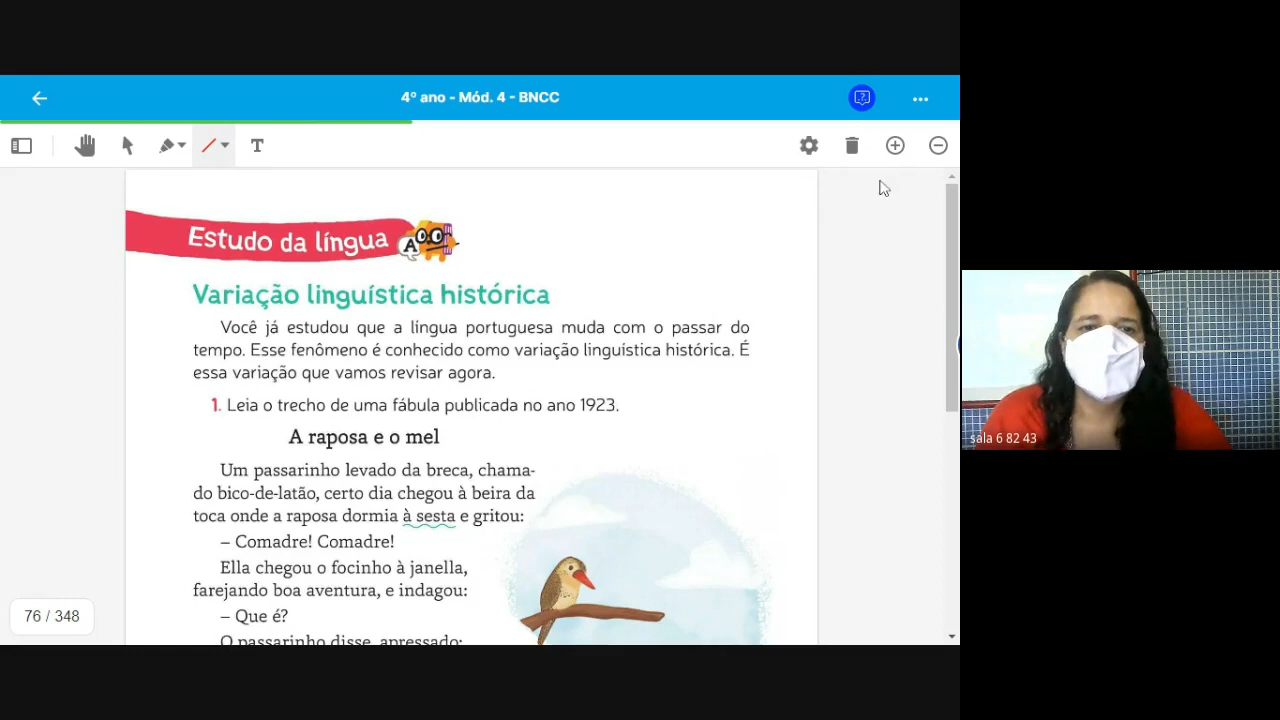 4º ano - Mód. 4 - BNCC
T
Estudo da língua
A
Variação linguística histórica
Você já estudou que a língua portuguesa muda com o passar do
tempo. Esse fenômeno é conhecido como variação linguística histórica. É
essa variação que vamos revisar agora.
1. Leia o trecho de uma fábula publicada no ano 1923.
A raposa e o mel
Um passarinho levado da breca, chama-
do bico-de-latão, certo dia chegou à beira da
toca onde a raposa dormia à sesta e gritou:
– Comadre! Comadre!
Ella chegou o focinho à janella,
farejando boa aventura, e indagou:
– Que é?
O passarinho disse, apressado:
76 / 348
sala 6 82 43